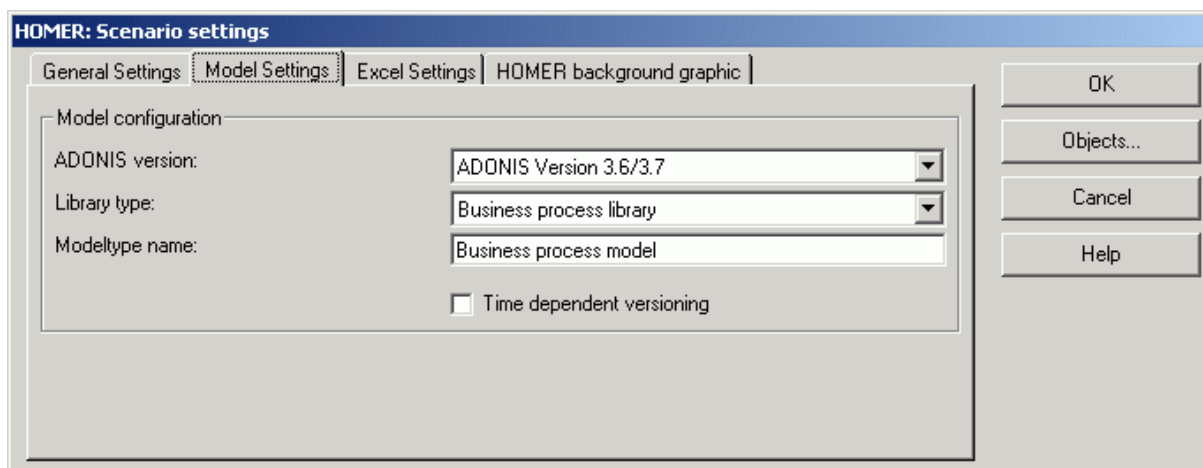 HOMER: Scenario settings
General Settings Model Settings Excel Settings HOMER background graphic
OK
Model configuration
Objects...
ADONIS version: ADONIS Version 3.6/3.7
Cancel
Library type: Business process library
Modeltype name: Business process model
Help
Time dependent versioning